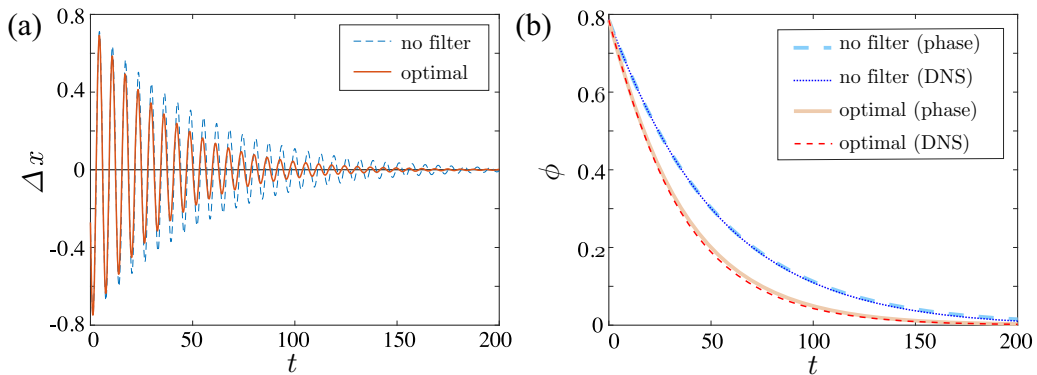 (a)
0.8
0.4
0
-0.4
-0.8
Δx
no filter
optimal
0
50
100
150
200
t
(b)
0.8
0.6
0.4
0.2
0
ϕ
no filter (phase)
no filter (DNS)
optimal (phase)
optimal (DNS)
0
50
100
150
200
t